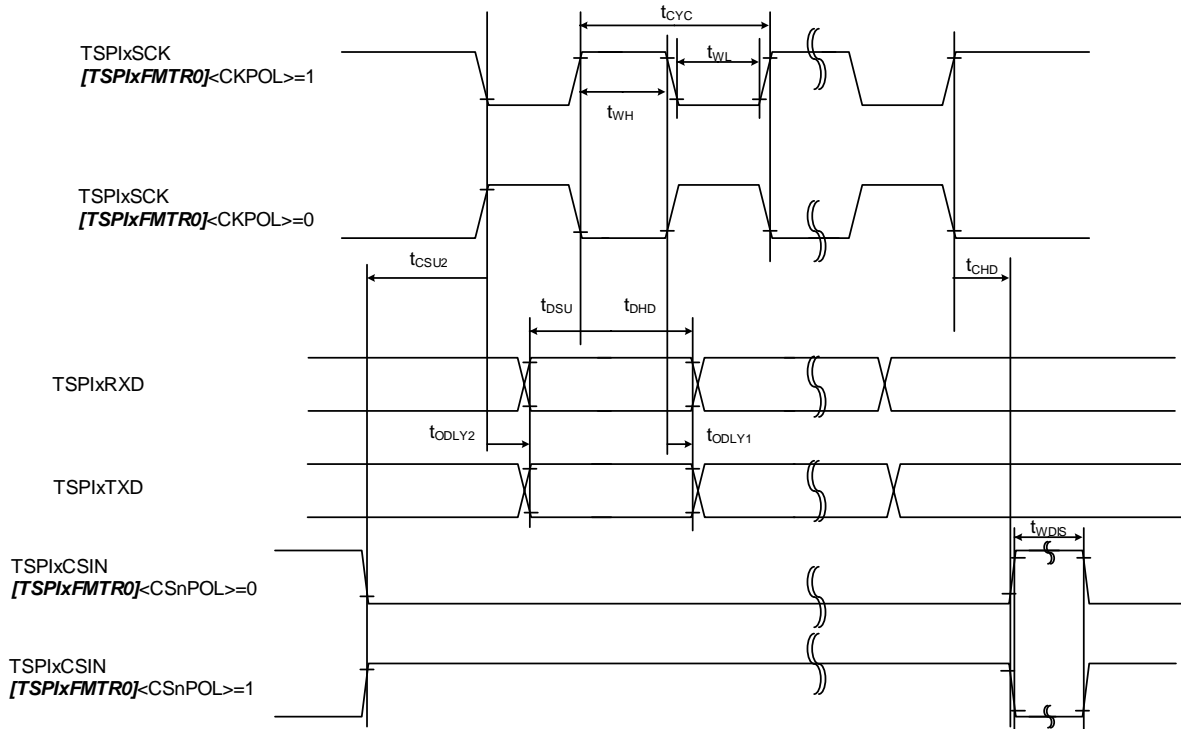 tCYC
TSPIxSCK
[TSPIxFMTR0]<CKPOL>=1
tWL
tWH
TSPIxSCK
[TSPIxFMTR0]<CKPOL>=0
tCSU2
tCHD
tDSU
tDHD
TSPIxRXD
tODLY2
tODLY1
TSPIxTXD
tWDIS
TSPIxCSIN
[TSPIxFMTR0]<CSnPOL>=0
TSPIxCSIN
[TSPIxFMTR0]<CSnPOL>=1